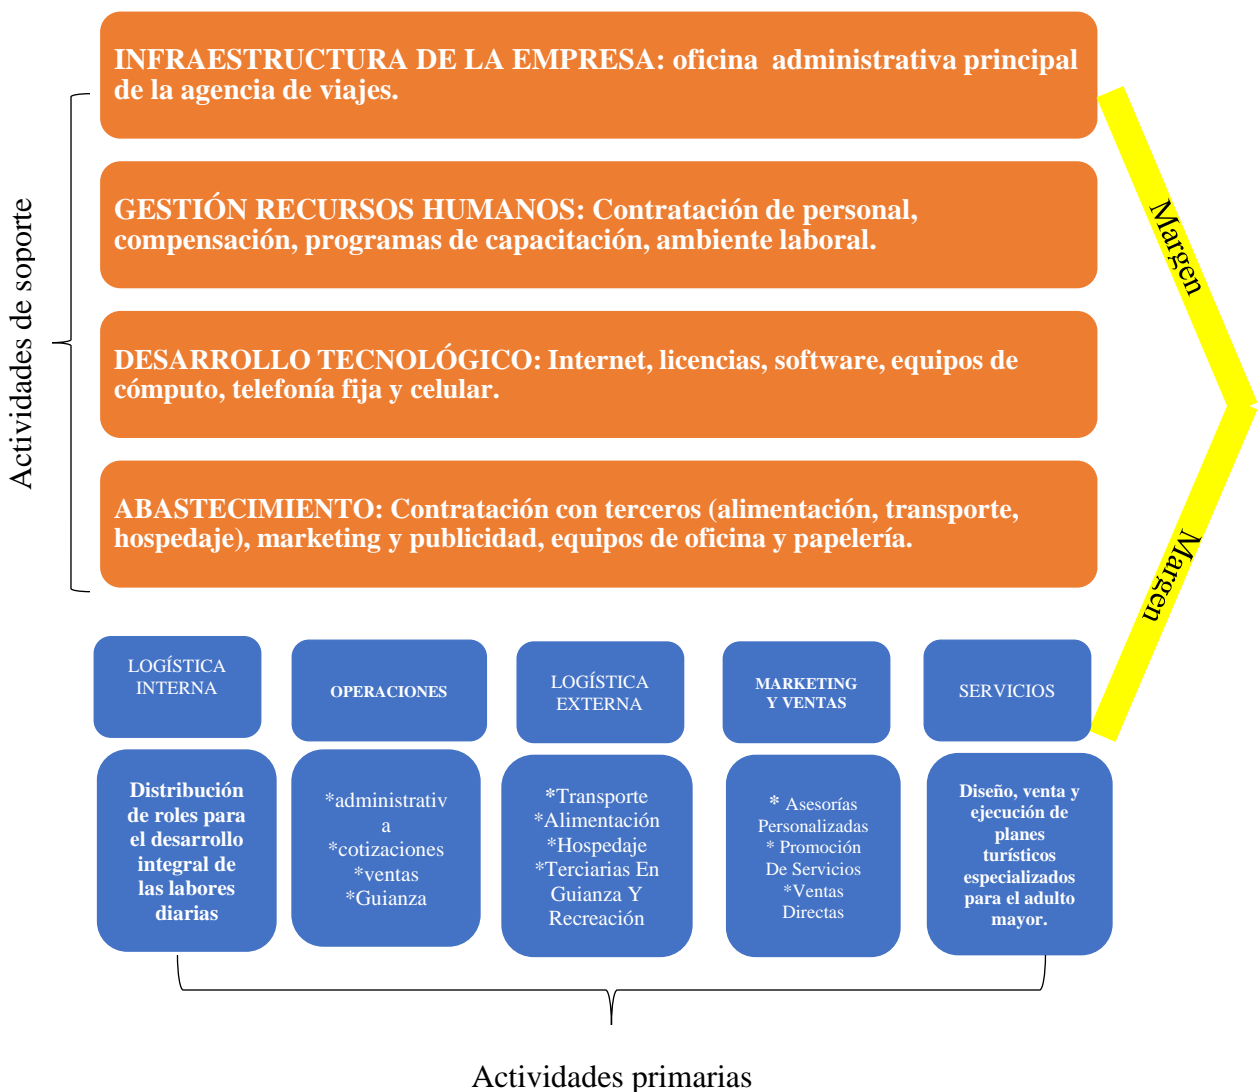 INFRAESTRUCTURA DE LA EMPRESA: oficina administrativa principal
de la agencia de viajes.
Actividades de soporte
GESTIÓN RECURSOS HUMANOS: Contratación de personal,
compensación, programas de capacitación, ambiente laboral.
DESARROLLO TECNOLÓGICO: Internet, licencias, software, equipos de
cómputo, telefonía fija y celular.
ABASTECIMIENTO: Contratación con terceros (alimentación, transporte,
hospedaje), marketing y publicidad, equipos de oficina y papelería.
Margen
Margen
LOGÍSTICA
INTERNA
OPERACIONES
LOGÍSTICA
EXTERNA
MARKETING
Y VENTAS
SERVICIOS
Distribución
de roles para
el desarrollo
integral de
las labores
diarias
*administrativ
a
*cotizaciones
*ventas
*Guianza
*Transporte
*Alimentación
*Hospedaje
*Terciarias En
Guianza Y
Recreación
* Asesorías
Personalizadas
* Promoción
De Servicios
*Ventas
Directas
Diseño, venta y
ejecución de
planes
turísticos
especializados
para el adulto
mayor.
Actividades primarias